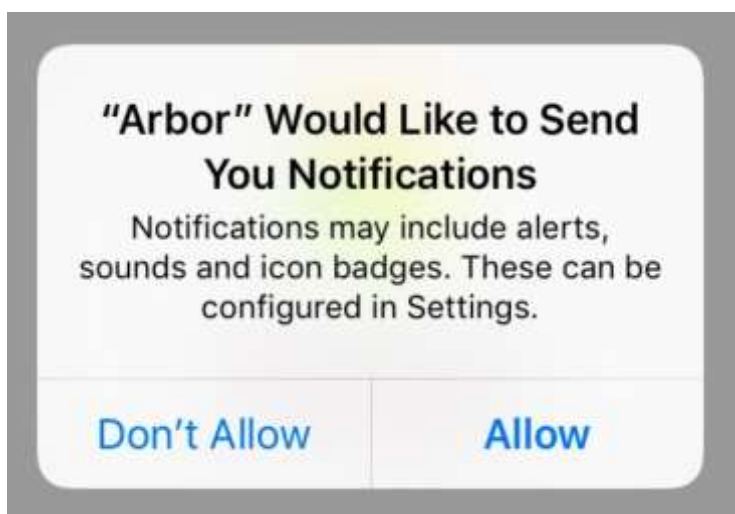 “Arbor” Would Like to Send
You Notifications
Notifications may include alerts,
sounds and icon badges. These can be
configured in Settings.
Don’t Allow
Allow